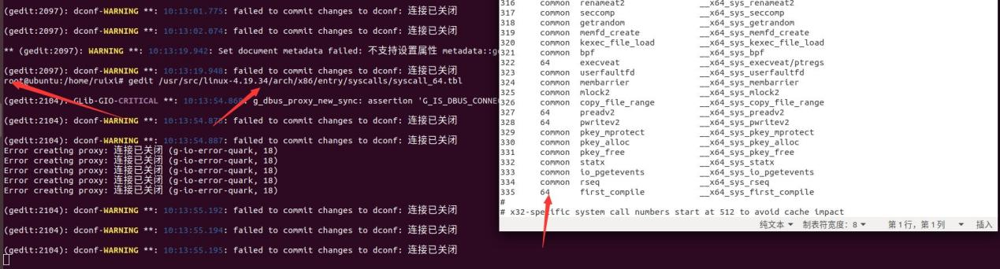 (gedit:2097): dconf-WARNING **: 10:13:01.775: failed to commit changes to dconf: 连接已关闭
(gedit:2097): dconf-WARNING **: 10:13:02.074: failed to commit changes to dconf: 连接已关闭
** (gedit:2097): WARNING **: 10:13:19.942: Set document metadata failed: 不支持设置属性 metadata::g
(gedit:2097): dconf-WARNING **: 10:13:19.948: failed to commit changes to dconf: 连接已关闭
root@ubuntu:/home/ruixi# gedit /usr/src/linux-4.19.34/arch/x86/entry/syscalls/syscall_64.tbl
(gedit:2104): GLib-GIO-CRITICAL **: 10:13:54.868: g_dbus_proxy_new_sync: assertion 'G_IS_DBUS_CONNE
(gedit:2104): dconf-WARNING **: 10:13:54.875: failed to commit changes to dconf: 连接已关闭
(gedit:2104): dconf-WARNING **: 10:13:54.887: failed to commit changes to dconf: 连接已关闭
Error creating proxy: 连接已关闭 (g-io-error-quark, 18)
Error creating proxy: 连接已关闭 (g-io-error-quark, 18)
Error creating proxy: 连接已关闭 (g-io-error-quark, 18)
Error creating proxy: 连接已关闭 (g-io-error-quark, 18)
Error creating proxy: 连接已关闭 (g-io-error-quark, 18)
(gedit:2104): dconf-WARNING **: 10:13:55.192: failed to commit changes to dconf: 连接已关闭
(gedit:2104): dconf-WARNING **: 10:13:55.194: failed to commit changes to dconf: 连接已关闭
(gedit:2104): dconf-WARNING **: 10:13:55.195: failed to commit changes to dconf: 连接已关闭
316 common renameat2 __x64_sys_renameat2
317 common seccomp __x64_sys_seccomp
318 common getrandom __x64_sys_getrandom
319 common memfd_create __x64_sys_memfd_create
320 common kexec_file_load __x64_sys_kexec_file_load
321 common bpf __x64_sys_bpf
322 64 execveat __x64_sys_execveat/ptregs
323 common userfaultfd __x64_sys_userfaultfd
324 common membarrier __x64_sys_membarrier
325 common mlock2 __x64_sys_mlock2
326 common copy_file_range __x64_sys_copy_file_range
327 64 preadv2 __x64_sys_preadv2
328 64 pwritev2 __x64_sys_pwritev2
329 common pkey_mprotect __x64_sys_pkey_mprotect
330 common pkey_alloc __x64_sys_pkey_alloc
331 common pkey_free __x64_sys_pkey_free
332 common statx __x64_sys_statx
333 common io_pgetevents __x64_sys_io_pgetevents
334 common rseq __x64_sys_rseq
335 64 first_compile __x64_sys_first_compile
#
# x32-specific system call numbers start at 512 to avoid cache impact
纯文本 制表符宽度：8 第 1 行，第 1 列 插入